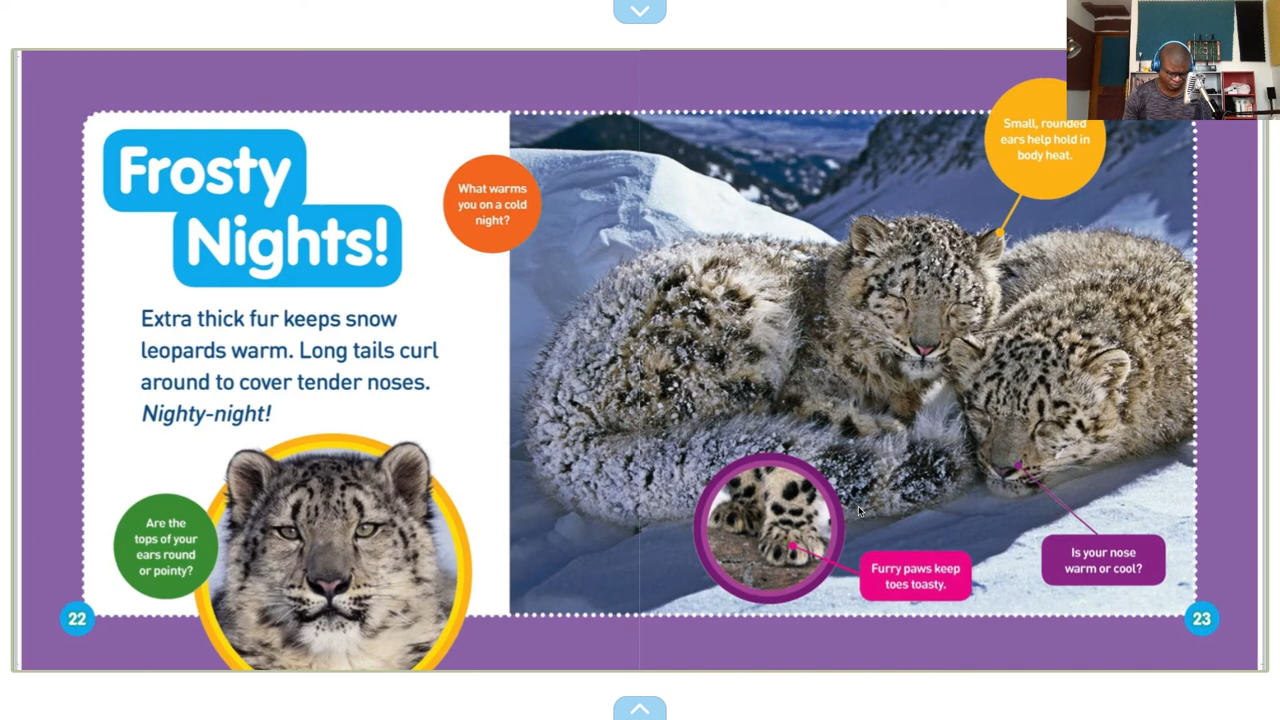 Frosty
Nights!
Extra thick fur keeps snow
leopards warm. Long tails curl
around to cover tender noses.
Nighty-night!
What warms
you on a cold
night?
Are the
tops of your
ears round
or pointy?
22
Small, rounded
ears help hold in
body heat.
Furry paws keep
toes toasty.
Is your nose
warm or cool?
23